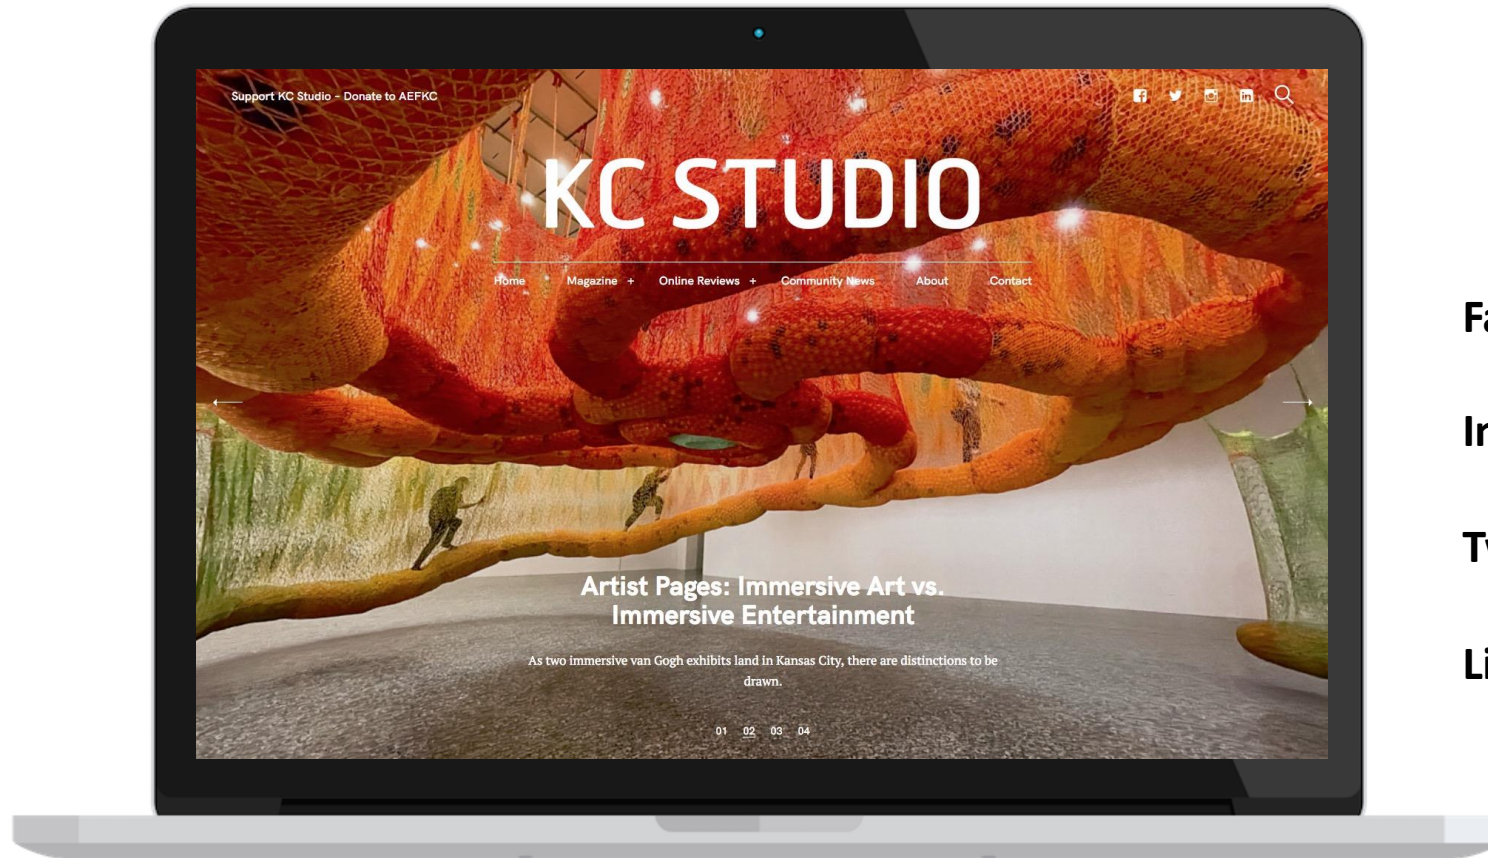 Support KC Studio – Donate to AEFKC
KC STUDIO
Home Magazine + Online Reviews + Community News About Contact
Artist Pages: Immersive Art vs.
Immersive Entertainment
As two immersive van Gogh exhibits land in Kansas City, there are distinctions to be
drawn.
01 02 03 04